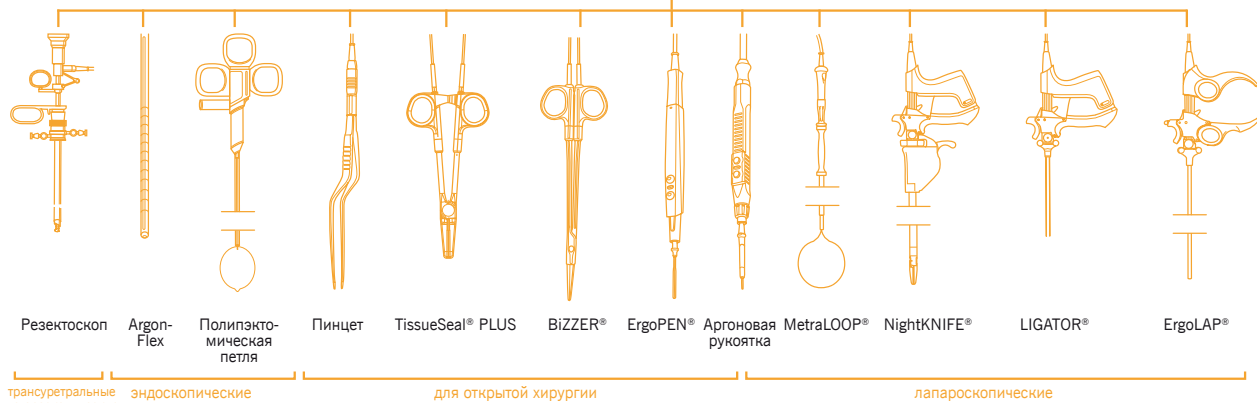 Резектоскоп
Argon-
Flex
Полипэкто-
мическая
петля
Пинцет
TissueSeal® PLUS
BiZZER®
ErgoPEN®
Аргоновая
рукоятка
MetraLOOP®
NightKNIFE®
LIGATOR®
ErgoLAP®
трансуретральные
эндоскопические
для открытой хирургии
лапароскопические